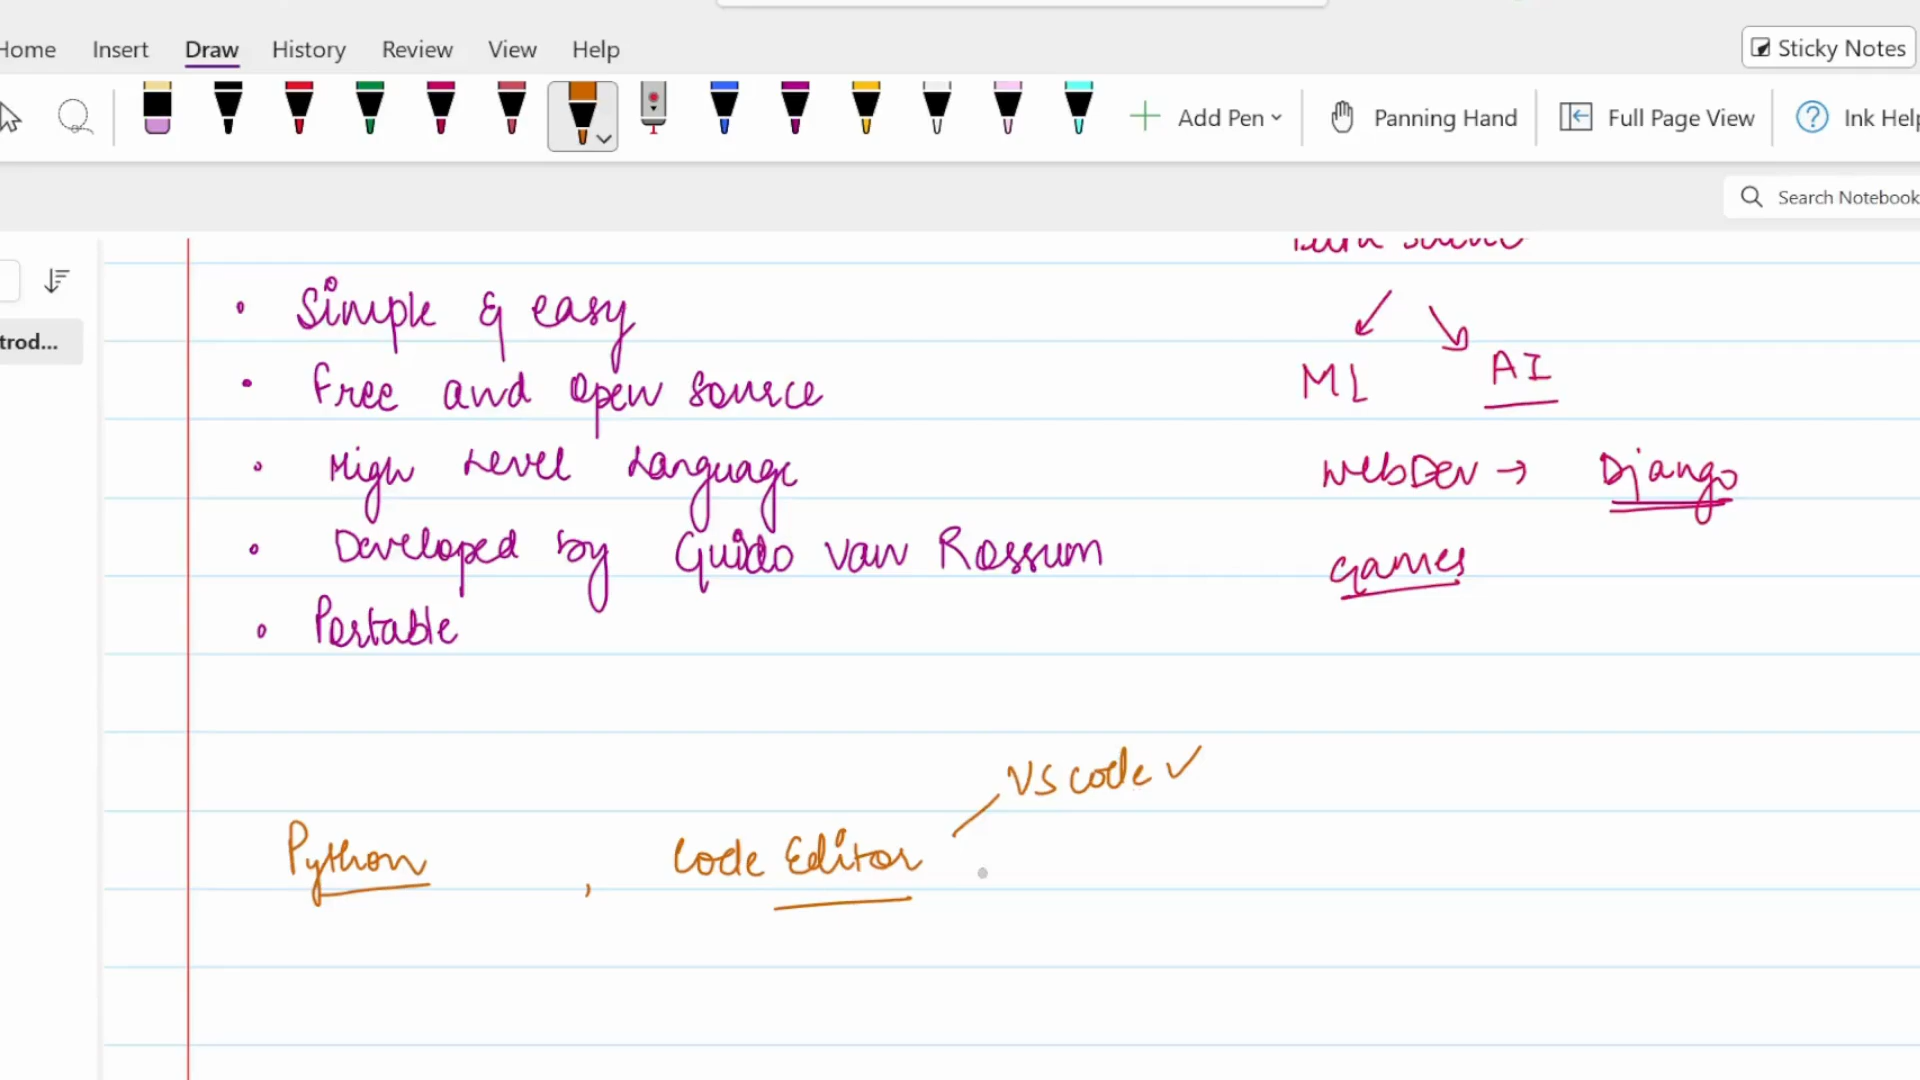 Home Insert Draw History Review View Help
Sticky Notes
Add Pen Panning Hand Full Page View Ink Help
Search Notebook
trod...
• Simple & easy
• Free and Open Source
• High Level Language
• Developed by Guido van Rossum
• Portable
ML AI
WebDev → Django
games
VS code ✓
Python , Code Editor